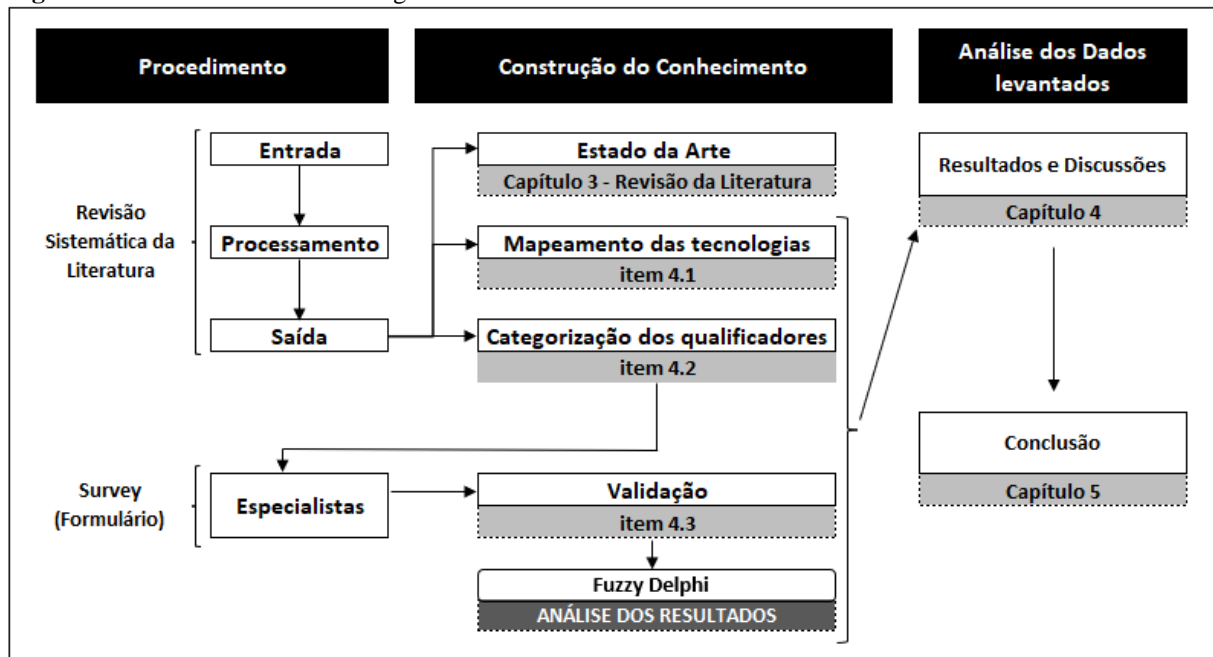 Procedimento
Construção do Conhecimento
Análise dos Dados
levantados
Revisão
Sistemática da
Literatura
Entrada
Processamento
Saída
Estado da Arte
Capítulo 3 - Revisão da Literatura
Mapeamento das tecnologias
item 4.1
Categorização dos qualificadores
item 4.2
Survey
(Formulário)
Especialistas
Validação
item 4.3
Fuzzy Delphi
ANÁLISE DOS RESULTADOS
Resultados e Discussões
Capítulo 4
Conclusão
Capítulo 5